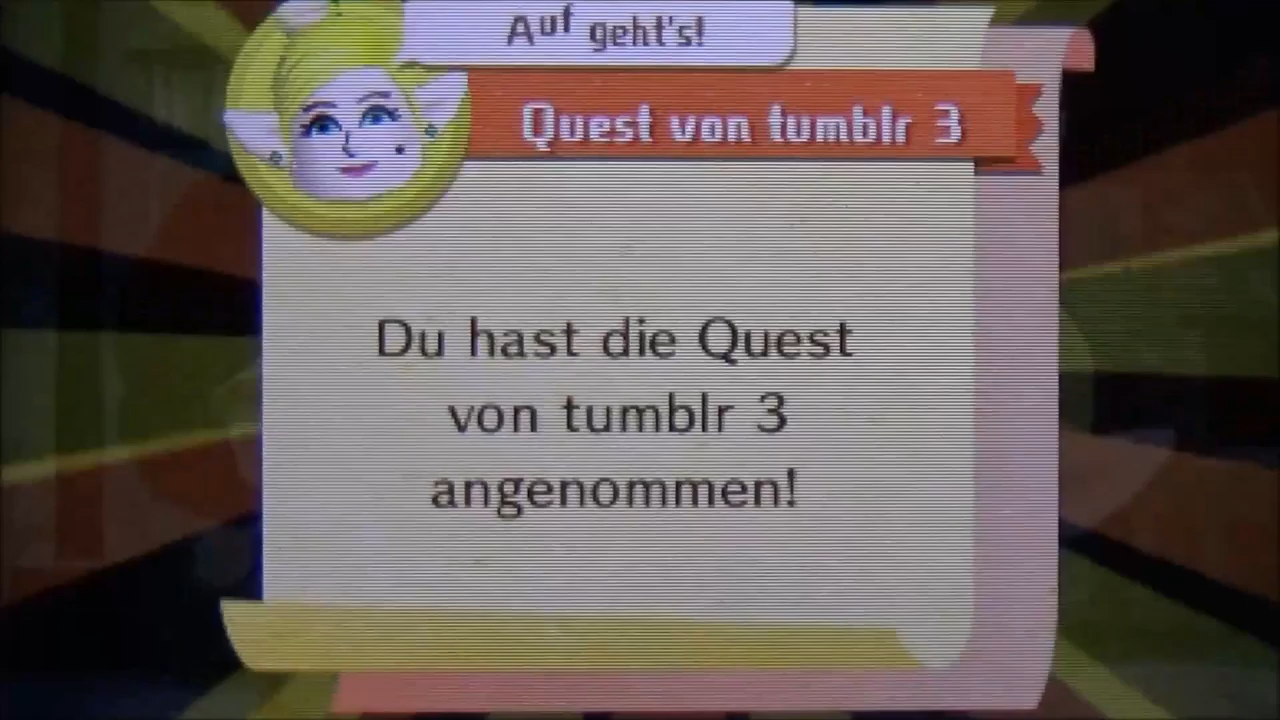 Auf geht's!
Quest von tumblr 3
Du hast die Quest
von tumblr 3
angenommen!